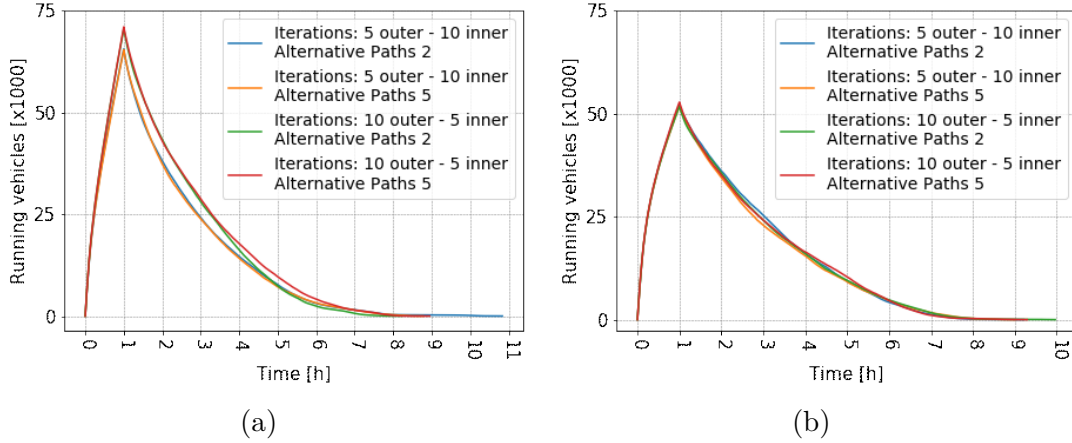 75
50
25
0
Running vehicles [x1000]
Iterations: 5 outer - 10 inner
Alternative Paths 2
Iterations: 5 outer - 10 inner
Alternative Paths 5
Iterations: 10 outer - 5 inner
Alternative Paths 2
Iterations: 10 outer - 5 inner
Alternative Paths 5
0 1 2 3 4 5 6 7 8 9 10 11
Time [h]
(a)
75
50
25
0
Running vehicles [x1000]
Iterations: 5 outer - 10 inner
Alternative Paths 2
Iterations: 5 outer - 10 inner
Alternative Paths 5
Iterations: 10 outer - 5 inner
Alternative Paths 2
Iterations: 10 outer - 5 inner
Alternative Paths 5
0 1 2 3 4 5 6 7 8 9 10
Time [h]
(b)